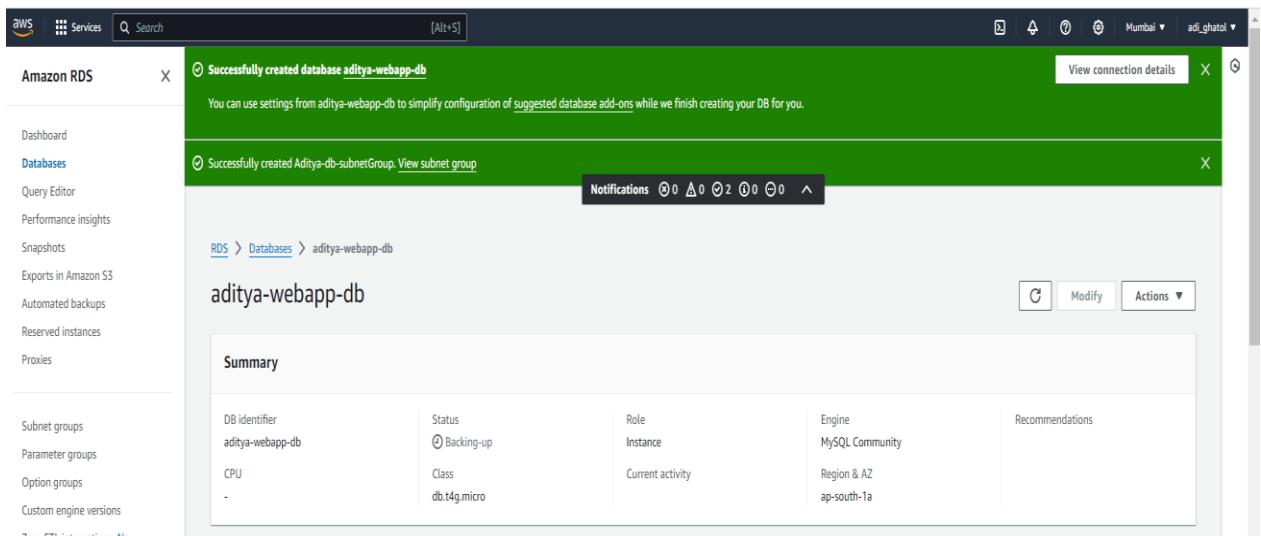 aws Services Search [Alt+S] Mumbai ▼ adi_ghatol ▼
Amazon RDS X
Dashboard
Databases
Query Editor
Performance insights
Snapshots
Exports in Amazon S3
Automated backups
Reserved instances
Proxies
Subnet groups
Parameter groups
Option groups
Custom engine versions
Successfully created database aditya-webapp-db
View connection details X
You can use settings from aditya-webapp-db to simplify configuration of suggested database add-ons while we finish creating your DB for you.
Successfully created Aditya-db-subnetGroup. View subnet group X
Notifications 0 0 2 0 0
RDS > Databases > aditya-webapp-db
aditya-webapp-db
Modify Actions ▼
Summary
DB identifier Status Role Engine Recommendations
aditya-webapp-db Backing-up Instance MySQL Community
CPU Class Current activity Region & AZ
- db.t4g.micro ap-south-1a